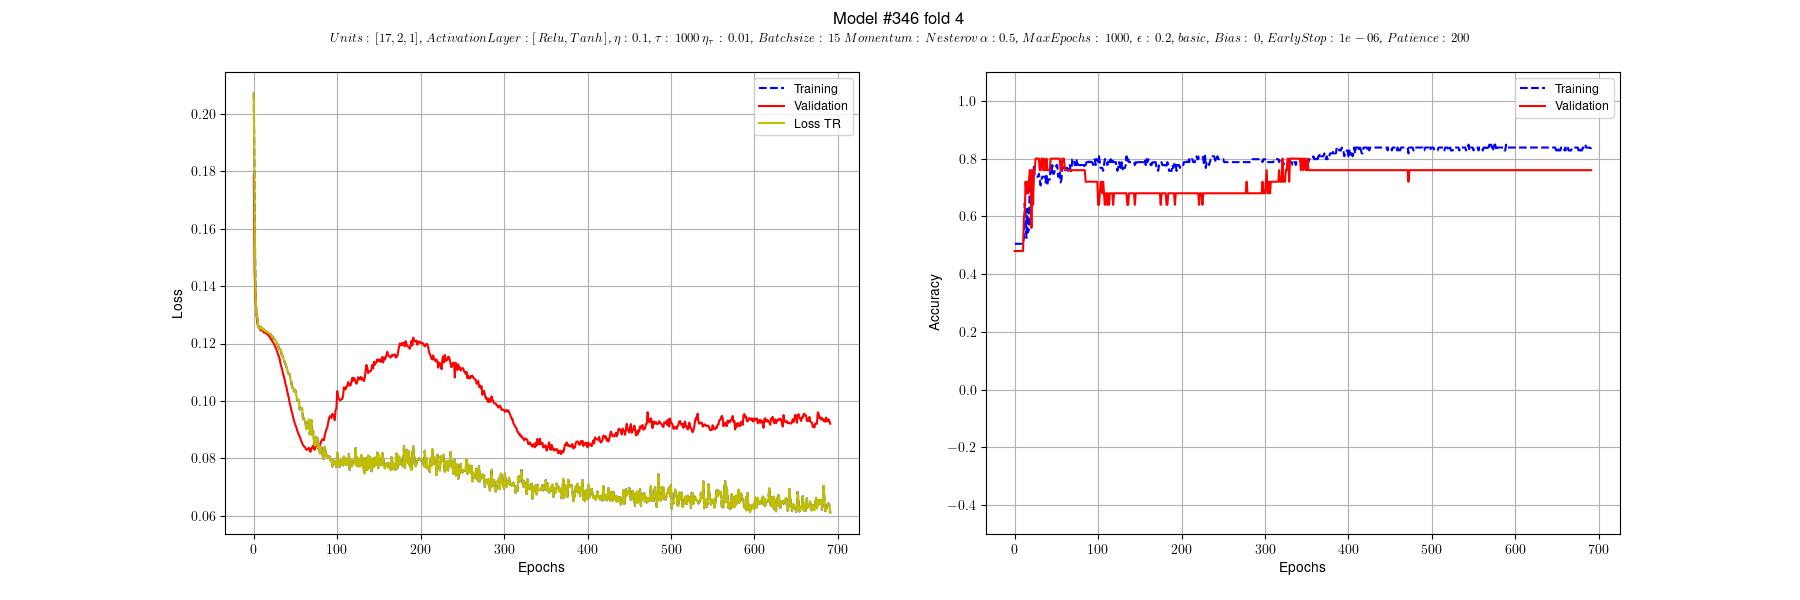 Model #346 fold 4
Units : [17, 2, 1], ActivationLayer : [Relu, Tanh], η : 0.1, τ : 1000 ητ : 0.01, Batchsize : 15 Momentum : Nesterov α : 0.5, MaxEpochs : 1000, ϵ : 0.2, basic, Bias : 0, EarlyStop : 1e − 06, Patience : 200
Training
Validation
Loss TR
0.20
0.18
0.16
0.14
0.12
0.10
0.08
0.06
Loss
0 100 200 300 400 500 600 700
Epochs
Training
Validation
1.0
0.8
0.6
0.4
0.2
0.0
−0.2
−0.4
Accuracy
0 100 200 300 400 500 600 700
Epochs